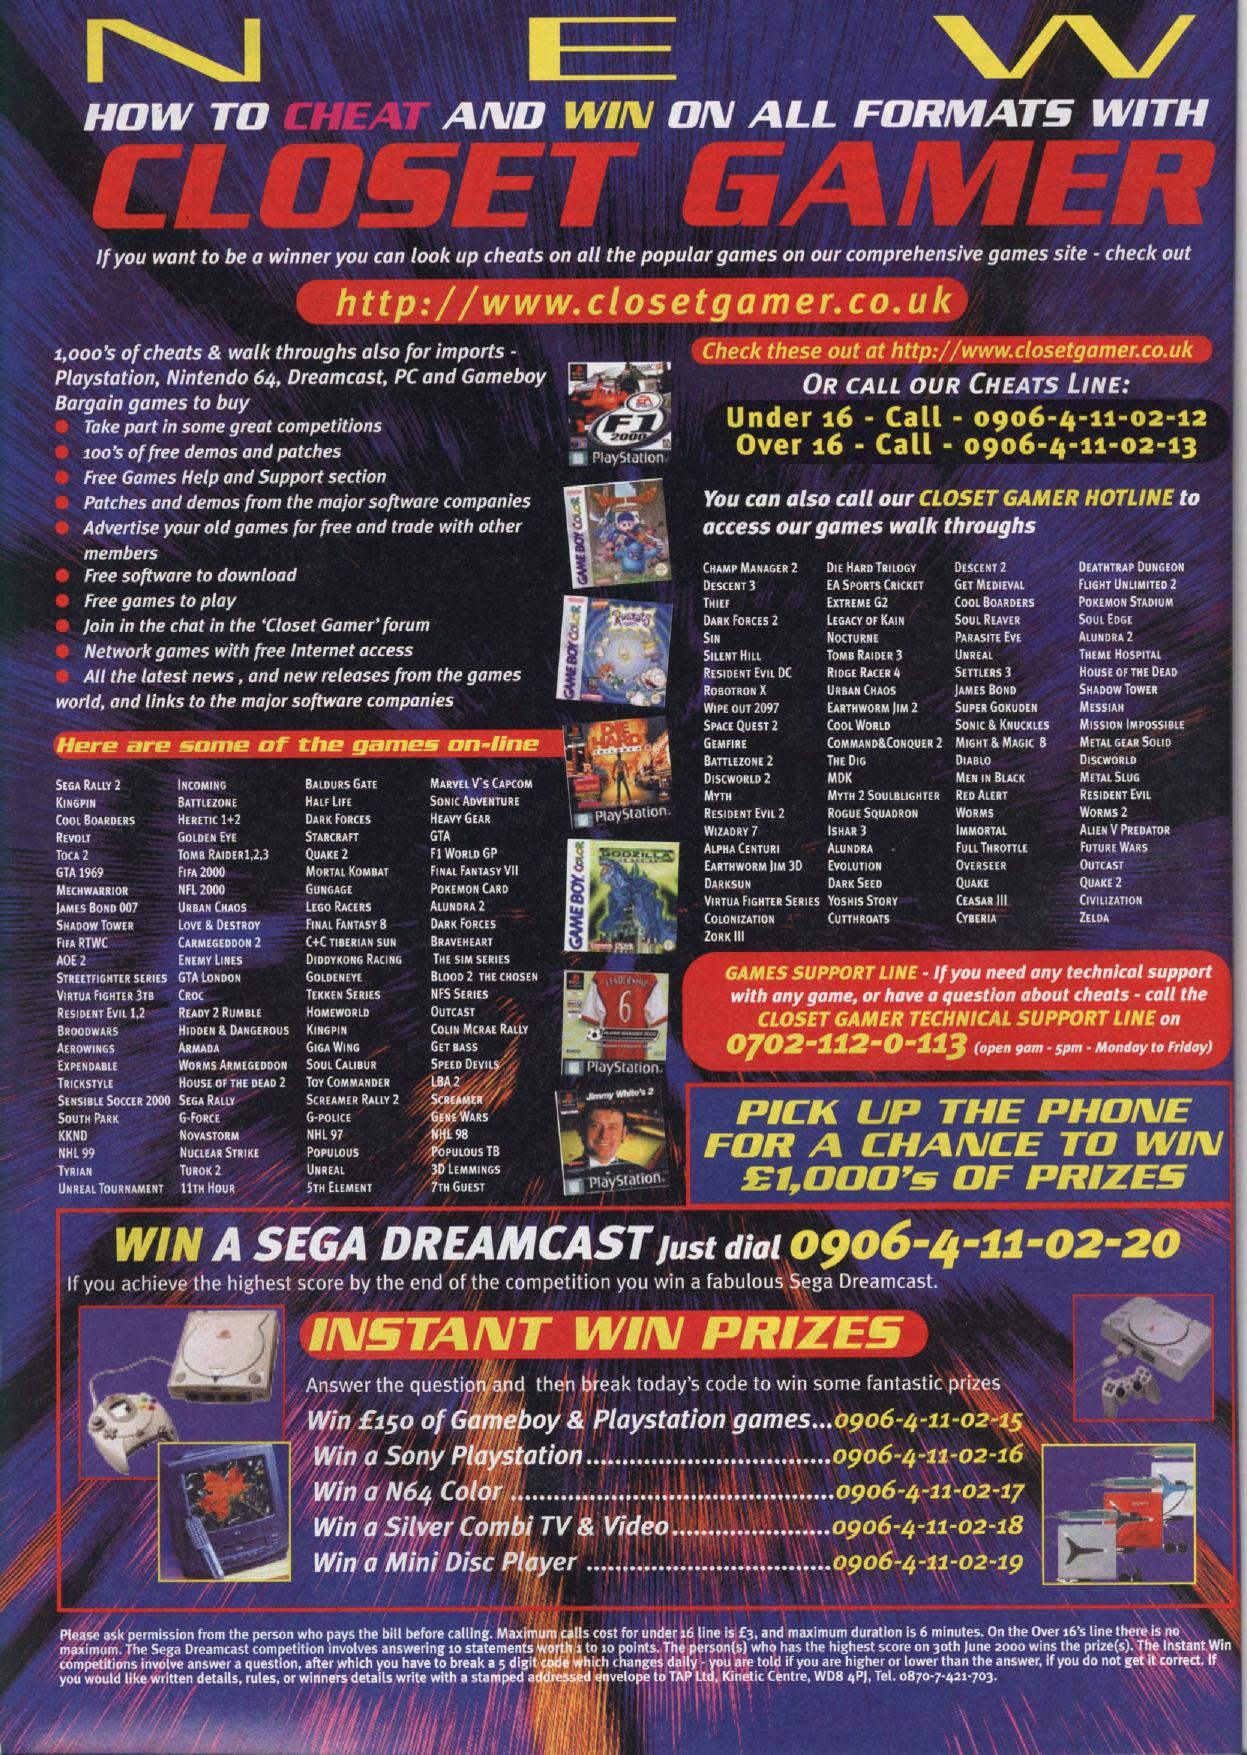 NEW
HOW TO CHEAT AND WIN ON ALL FORMATS WITH
CLOSET GAMER
If you want to be a winner you can look up cheats on all the popular games on our comprehensive games site - check out
http://www.closetgamer.co.uk
1,000's of cheats & walk throughs also for imports -
Playstation, Nintendo 64, Dreamcast, PC and Gameboy
Bargain games to buy
Take part in some great competitions
100's of free demos and patches
Free Games Help and Support section
Patches and demos from the major software companies
Advertise your old games for free and trade with other
members
Free software to download
Free games to play
Join in the chat in the 'Closet Gamer' forum
Network games with free Internet access
All the latest news , and new releases from the games
world, and links to the major software companies
Here are some of the games on-line
SEGA RALLY 2 INCOMING BALDURS GATE MARVEL V'S CAPCOM
KINGPIN BATTLEZONE HALF LIFE SONIC ADVENTURE
COOL BOARDERS HERETIC 1+2 DARK FORCES HEAVY GEAR
REVOLT GOLDEN EYE STARCRAFT GTA
TOCA 2 TOMB RAIDER1,2,3 QUAKE 2 F1 WORLD GP
GTA 1969 FIFA 2000 MORTAL KOMBAT FINAL FANTASY VII
MECHWARRIOR NFL 2000 GUNGAGE POKEMON CARD
JAMES BOND 007 URBAN CHAOS LEGO RACERS ALUNDRA 2
SHADOW TOWER LOVE & DESTROY FINAL FANTASY 8 DARK FORCES
FIFA RTWC CARMEGEDDON 2 C+C TIBERIAN SUN BRAVEHEART
AOE 2 ENEMY LINES DIDDYKONG RACING THE SIM SERIES
STREETFIGHTER SERIES GTA LONDON GOLDENEYE BLOOD 2 THE CHOSEN
VIRTUA FIGHTER 3TB CROC TEKKEN SERIES NFS SERIES
RESIDENT EVIL 1,2 READY 2 RUMBLE HOMEWORLD OUTCAST
BROODWARS HIDDEN & DANGEROUS KINGPIN COLIN MCRAE RALLY
AEROWINGS ARMADA GIGA WING GET BASS
EXPENDABLE WORMS ARMEGEDDON SOUL CALIBUR SPEED DEVILS
TRICKSTYLE HOUSE OF THE DEAD 2 TOY COMMANDER LBA 2
SENSIBLE SOCCER 2000 SEGA RALLY SCREAMER RALLY 2 SCREAMER
SOUTH PARK G-FORCE G-POLICE GENE WARS
KKND NOVASTORM NHL 97 NHL 98
NHL 99 NUCLEAR STRIKE POPULOUS POPULOUS TB
TYRIAN TUROK 2 UNREAL 3D LEMMINGS
UNREAL TOURNAMENT 11TH HOUR 5TH ELEMENT 7TH GUEST
EA SPORTS
F1
2000
PlayStation
GAME BOY COLOR
GAME BOY COLOR
Rugrats
DIE HARD
TRILOGY
PlayStation
GAME BOY COLOR
GODZILLA
LEADERSHIP
6
PlayStation
Jimmy White's 2
PlayStation
Check these out at http://www.closetgamer.co.uk
OR CALL OUR CHEATS LINE:
Under 16 - Call - 0906-4-11-02-12
Over 16 - Call - 0906-4-11-02-13
You can also call our CLOSET GAMER HOTLINE to
access our games walk throughs
CHAMP MANAGER 2 DIE HARD TRILOGY DESCENT 2 DEATHTRAP DUNGEON
DESCENT 3 EA SPORTS CRICKET GET MEDIEVAL FLIGHT UNLIMITED 2
THIEF EXTREME G2 COOL BOARDERS POKEMON STADIUM
DARK FORCES 2 LEGACY OF KAIN SOUL REAVER SOUL EDGE
SIN NOCTURNE PARASITE EVE ALUNDRA 2
SILENT HILL TOMB RAIDER 3 UNREAL THEME HOSPITAL
RESIDENT EVIL DC RIDGE RACER 4 SETTLERS 3 HOUSE OF THE DEAD
ROBOTRON X URBAN CHAOS JAMES BOND SHADOW TOWER
WIPE OUT 2097 EARTHWORM JIM 2 SUPER GOKUDEN MESSIAH
SPACE QUEST 2 COOL WORLD SONIC & KNUCKLES MISSION IMPOSSIBLE
GEMFIRE COMMAND&CONQUER 2 MIGHT & MAGIC 8 METAL GEAR SOLID
BATTLEZONE 2 THE DIG DIABLO DISCWORLD
DISCWORLD 2 MDK MEN IN BLACK METAL SLUG
MYTH MYTH 2 SOULBLIGHTER RED ALERT RESIDENT EVIL
RESIDENT EVIL 2 ROGUE SQUADRON WORMS WORMS 2
WIZADRY 7 ISHAR 3 IMMORTAL ALIEN V PREDATOR
ALPHA CENTURI ALUNDRA FULL THROTTLE FUTURE WARS
EARTHWORM JIM 3D EVOLUTION OVERSEER OUTCAST
DARKSUN DARK SEED QUAKE QUAKE 2
VIRTUA FIGHTER SERIES YOSHIS STORY CEASAR III CIVILIZATION
COLONIZATION CUTTHROATS CYBERIA ZELDA
ZORK III
GAMES SUPPORT LINE - If you need any technical support
with any game, or have a question about cheats - call the
CLOSET GAMER TECHNICAL SUPPORT LINE on
0702-112-0-113 (open 9am - 5pm - Monday to Friday)
PICK UP THE PHONE
FOR A CHANCE TO WIN
£1,000's OF PRIZES
WIN A SEGA DREAMCAST Just dial 0906-4-11-02-20
If you achieve the highest score by the end of the competition you win a fabulous Sega Dreamcast.
INSTANT WIN PRIZES
Answer the question and then break today's code to win some fantastic prizes
Win £150 of Gameboy & Playstation games...0906-4-11-02-15
Win a Sony Playstation................................0906-4-11-02-16
Win a N64 Color..........................................0906-4-11-02-17
Win a Silver Combi TV & Video.....................0906-4-11-02-18
Win a Mini Disc Player................................0906-4-11-02-19
Please ask permission from the person who pays the bill before calling. Maximum calls cost for under 16 line is £3, and maximum duration is 6 minutes. On the Over 16's line there is no
maximum. The Sega Dreamcast competition involves answering 10 statements worth 1 to 10 points. The person(s) who has the highest score on 30th June 2000 wins the prize(s). The Instant Win
competitions involve answer a question, after which you have to break a 5 digit code which changes daily - you are told if you are higher or lower than the answer, if you do not get it correct. If
you would like written details, rules, or winners details write with a stamped addressed envelope to TAP Ltd, Kinetic Centre, WD8 4PJ, Tel. 0870-7-421-703.